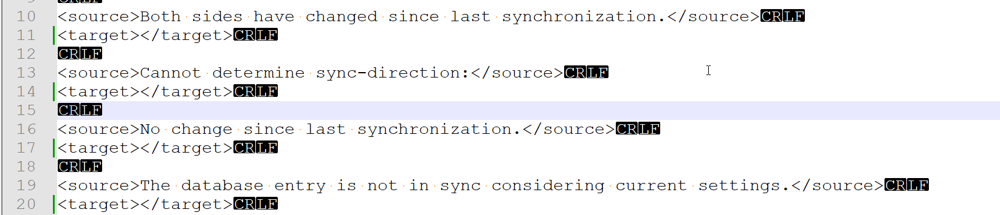 9 CRLF
10 <source>Both sides have changed since last synchronization.</source>CRLF
11 <target></target>CRLF
12 CRLF
13 <source>Cannot determine sync-direction:</source>CRLF
14 <target></target>CRLF
15 CRLF
16 <source>No change since last synchronization.</source>CRLF
17 <target></target>CRLF
18 CRLF
19 <source>The database entry is not in sync considering current settings.</source>CRLF
20 <target></target>CRLF